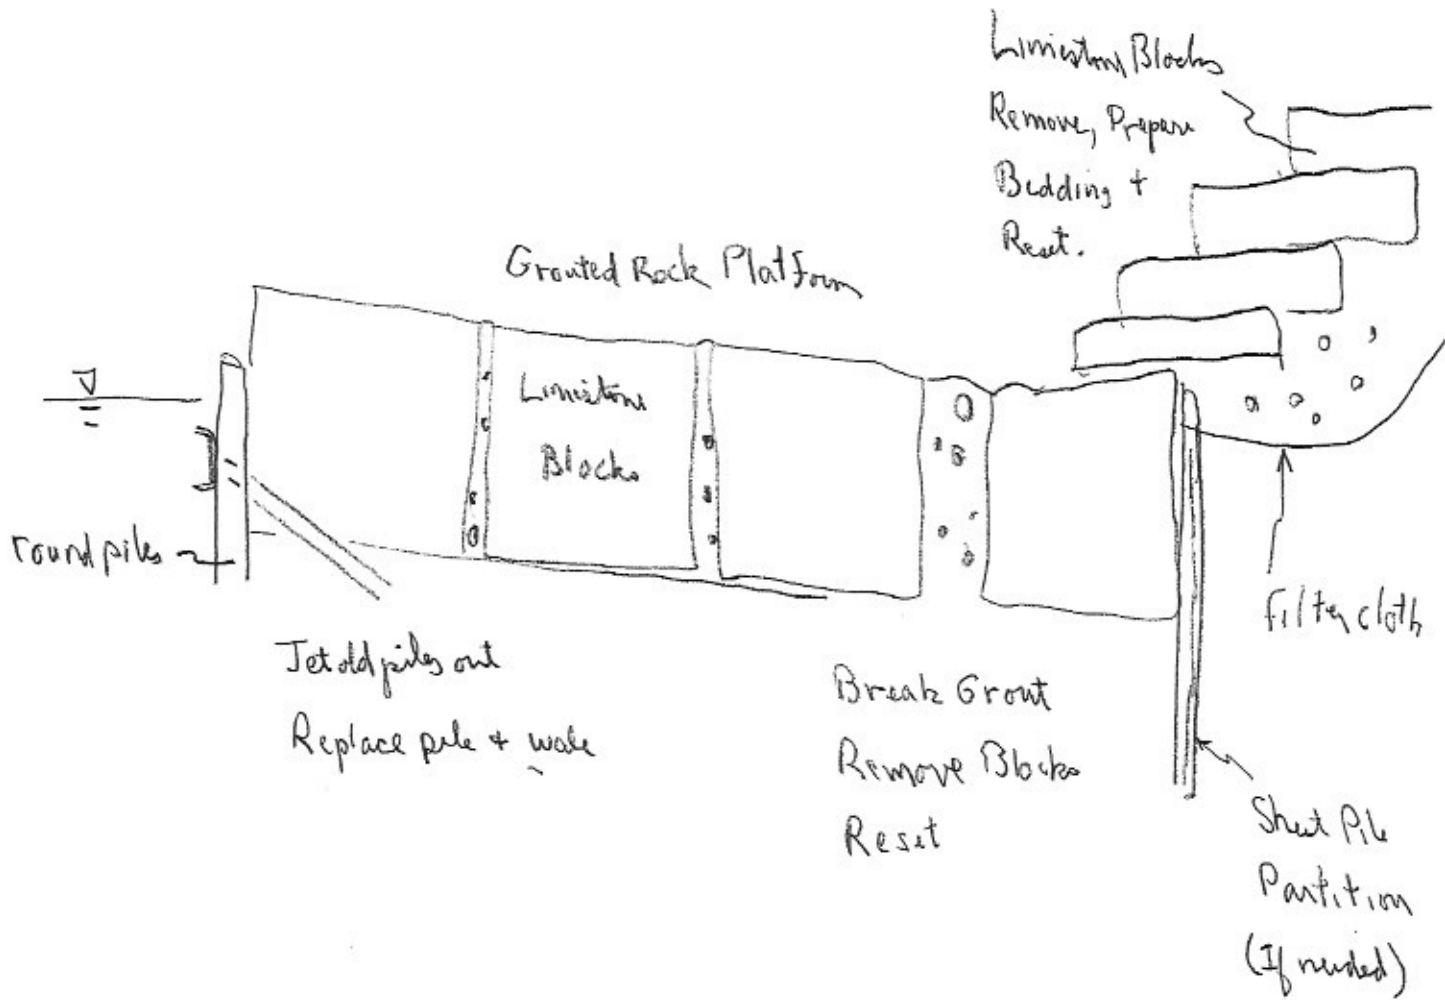 Limestone Blocks
Remove, Prepare
Bedding +
Reset.
Grouted Rock Platform
Limestone
Blocks
round piles
Jet old piles out
Replace pile + wale
Break Grout
Remove Blocks
Reset
filter cloth
Sheet Pile
Partition
(If needed)